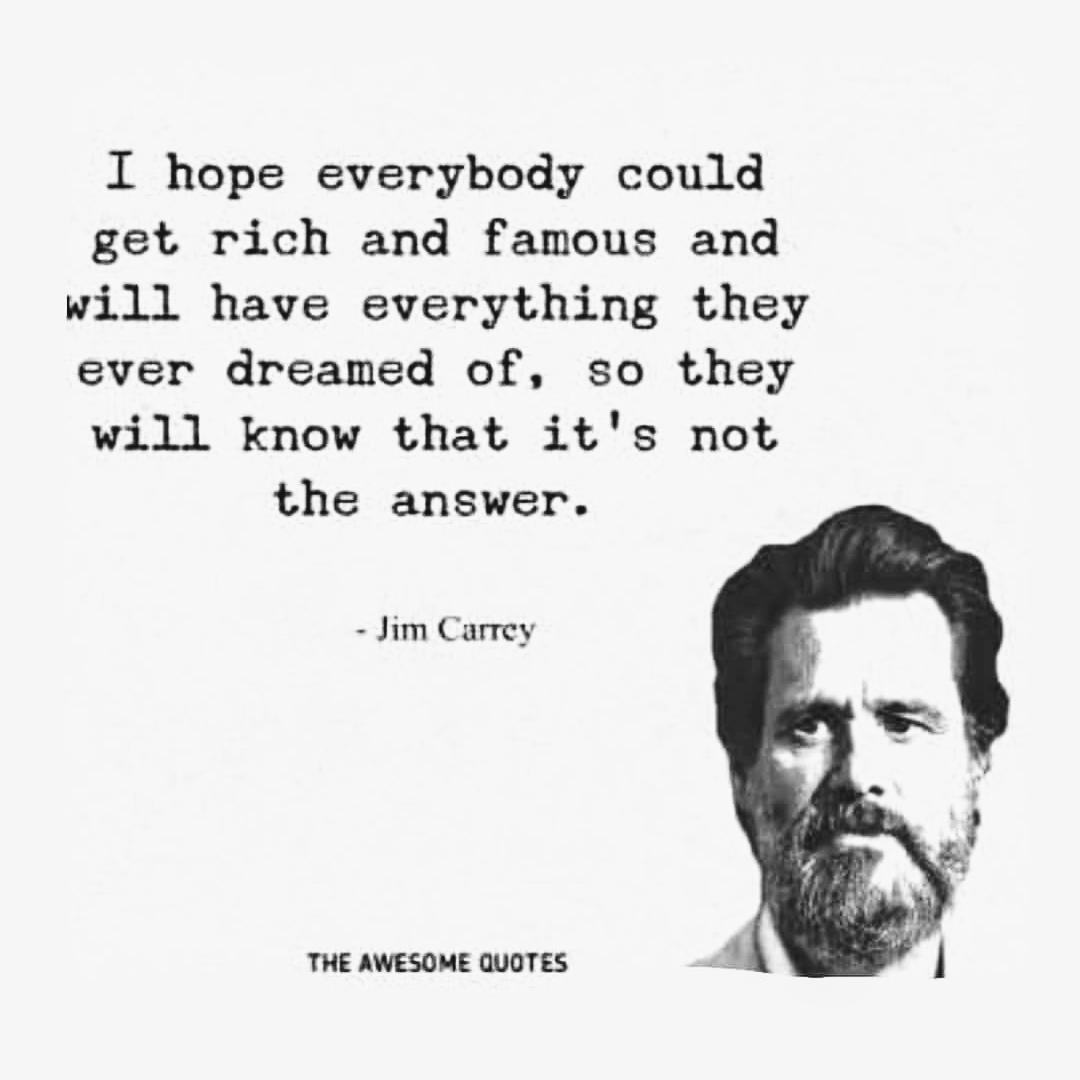 I hope everybody could
get rich and famous and
will have everything they
ever dreamed of, so they
will know that it's not
the answer.
- Jim Carrey
THE AWESOME QUOTES